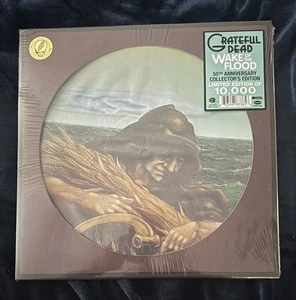 GRATEFUL
DEAD
WAKE OF THE
FLOOD
50TH ANNIVERSARY
COLLECTOR'S EDITION
LIMITED EDITION OF
10,000